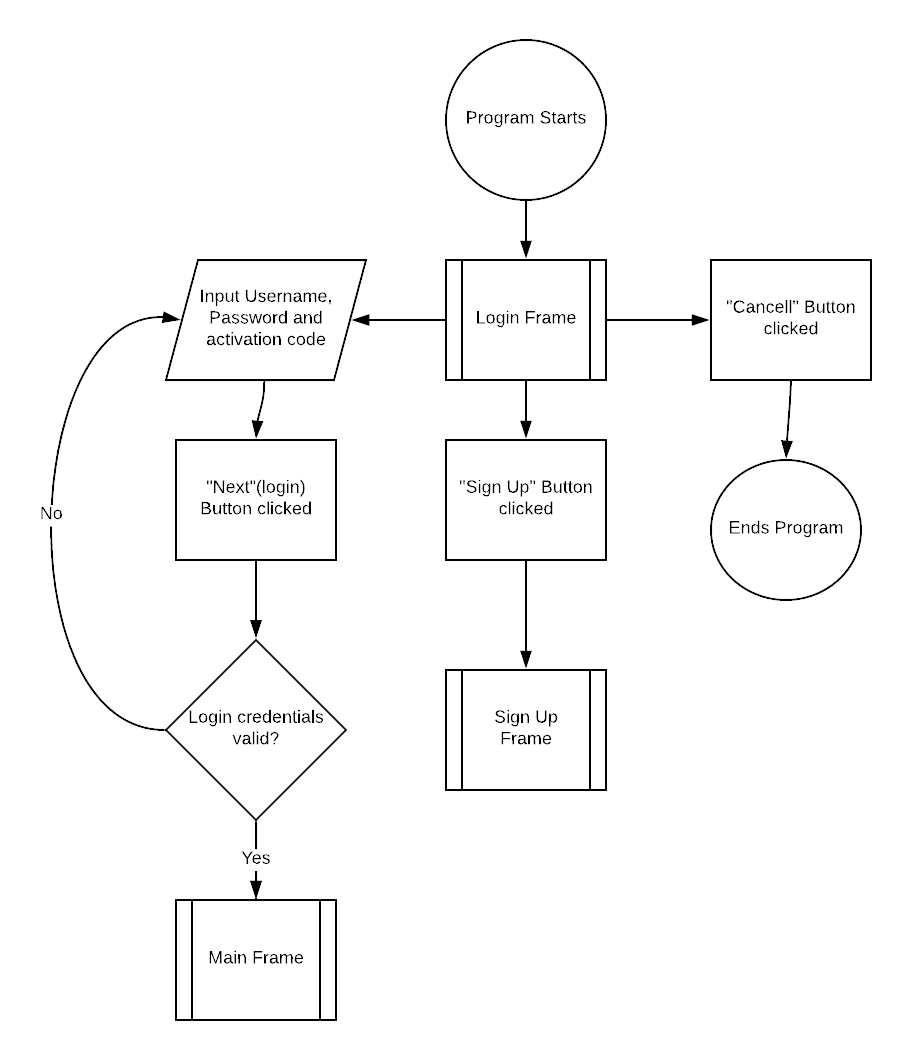 Program Starts
Input Username,
Password and
activation code
Login Frame
"Cancell" Button
clicked
"Next"(login)
Button clicked
"Sign Up" Button
clicked
Ends Program
No
Login credentials
valid?
Sign Up
Frame
Yes
Main Frame